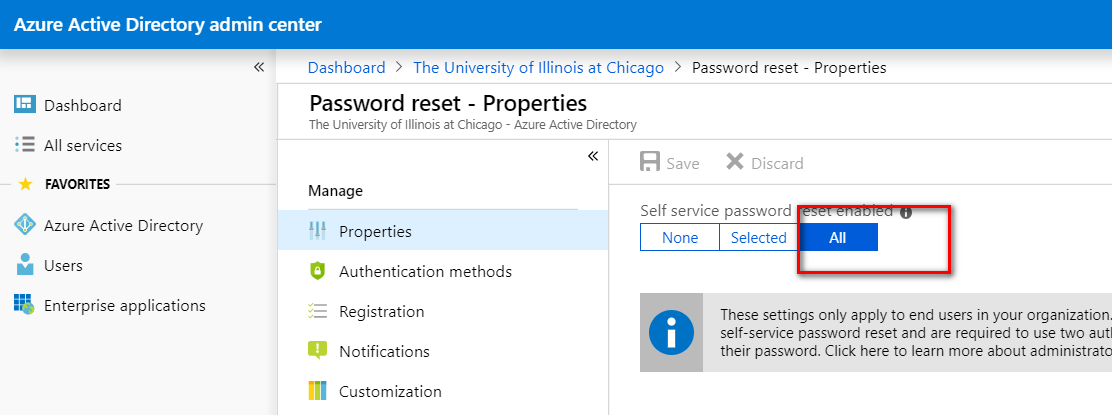 Azure Active Directory admin center
«
Dashboard > The University of Illinois at Chicago > Password reset - Properties
Dashboard
All services
FAVORITES
Azure Active Directory
Users
Enterprise applications
Password reset - Properties
The University of Illinois at Chicago - Azure Active Directory
«
Manage
Properties
Authentication methods
Registration
Notifications
Customization
Save Discard
Self service password reset enabled
None Selected All
These settings only apply to end users in your organization.
self-service password reset and are required to use two aut
their password. Click here to learn more about administrato